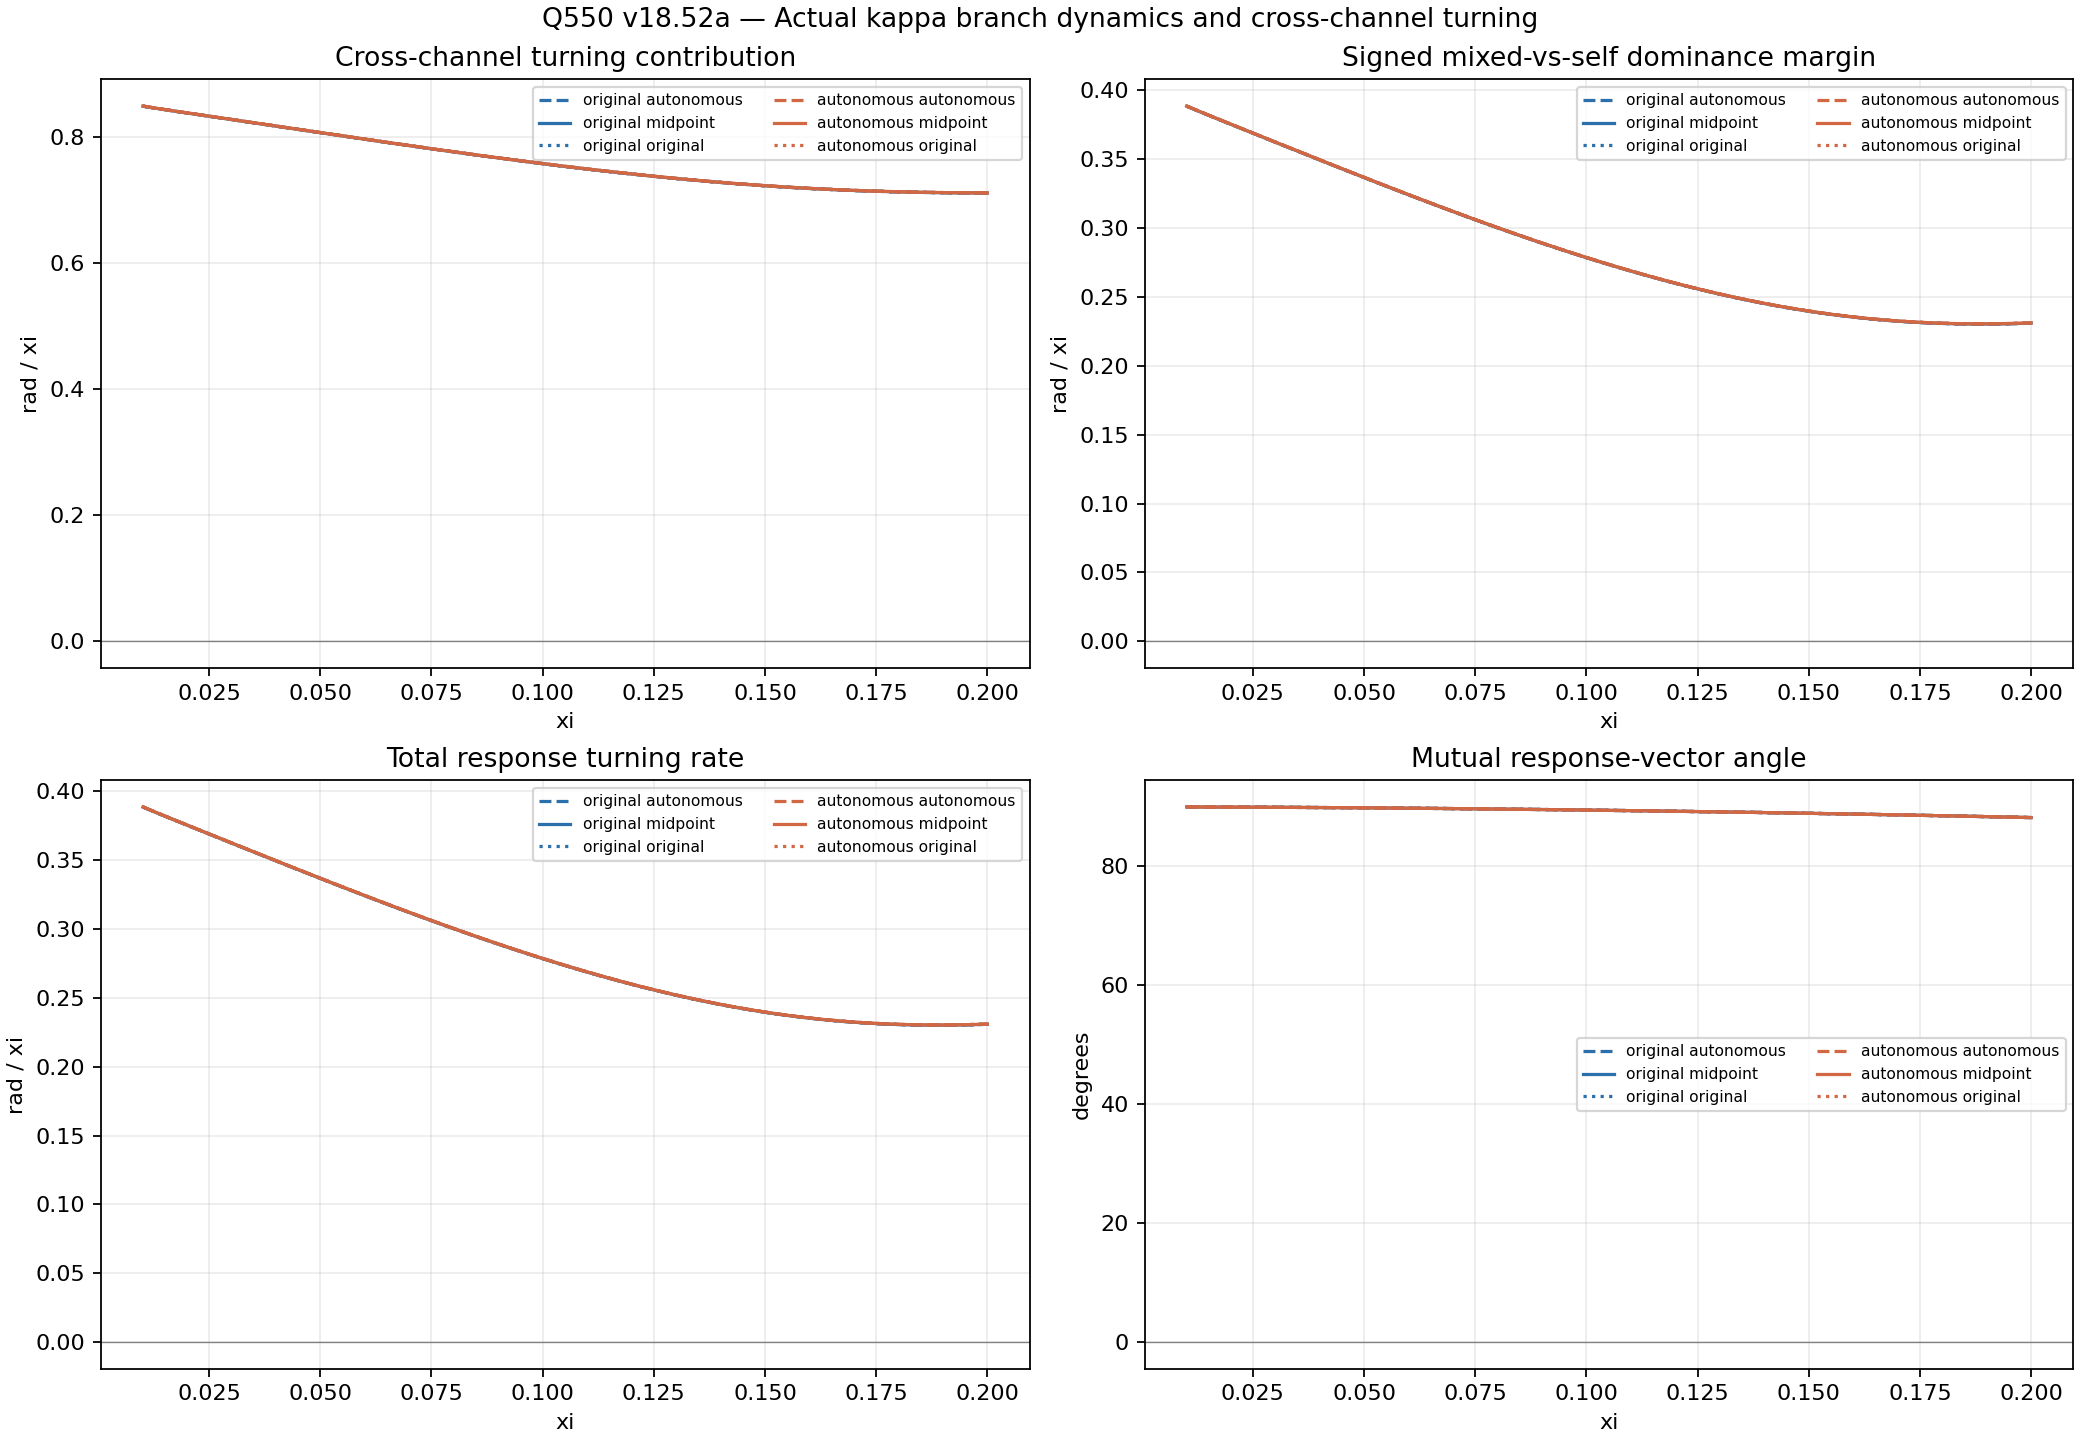 Q550 v18.52a — Actual kappa branch dynamics and cross-channel turning
Cross-channel turning contribution
original autonomous
original midpoint
original original
autonomous autonomous
autonomous midpoint
autonomous original
rad / xi
0.8
0.6
0.4
0.2
0.0
0.025 0.050 0.075 0.100 0.125 0.150 0.175 0.200
xi
Signed mixed-vs-self dominance margin
original autonomous
original midpoint
original original
autonomous autonomous
autonomous midpoint
autonomous original
rad / xi
0.40
0.35
0.30
0.25
0.20
0.15
0.10
0.05
0.00
0.025 0.050 0.075 0.100 0.125 0.150 0.175 0.200
xi
Total response turning rate
original autonomous
original midpoint
original original
autonomous autonomous
autonomous midpoint
autonomous original
rad / xi
0.40
0.35
0.30
0.25
0.20
0.15
0.10
0.05
0.00
0.025 0.050 0.075 0.100 0.125 0.150 0.175 0.200
xi
Mutual response-vector angle
original autonomous
original midpoint
original original
autonomous autonomous
autonomous midpoint
autonomous original
degrees
80
60
40
20
0
0.025 0.050 0.075 0.100 0.125 0.150 0.175 0.200
xi